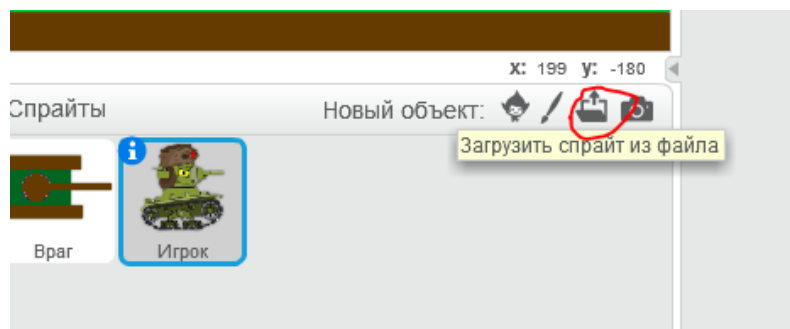 x: 199 y: -180
Спрайты
Новый объект:
Загрузить спрайт из файла
i
Враг
Игрок